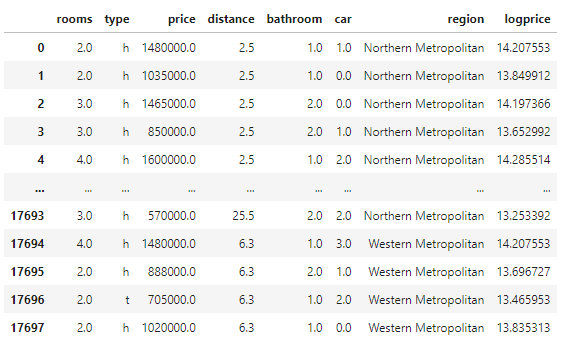 rooms type price distance bathroom car region logprice
0 2.0 h 1480000.0 2.5 1.0 1.0 Northern Metropolitan 14.207553
1 2.0 h 1035000.0 2.5 1.0 0.0 Northern Metropolitan 13.849912
2 3.0 h 1465000.0 2.5 2.0 0.0 Northern Metropolitan 14.197366
3 3.0 h 850000.0 2.5 2.0 1.0 Northern Metropolitan 13.652992
4 4.0 h 1600000.0 2.5 1.0 2.0 Northern Metropolitan 14.285514
... ... ... ... ... ... ... ... ...
17693 3.0 h 570000.0 25.5 2.0 2.0 Northern Metropolitan 13.253392
17694 4.0 h 1480000.0 6.3 1.0 3.0 Western Metropolitan 14.207553
17695 2.0 h 888000.0 6.3 2.0 1.0 Western Metropolitan 13.696727
17696 2.0 t 705000.0 6.3 1.0 2.0 Western Metropolitan 13.465953
17697 2.0 h 1020000.0 6.3 1.0 0.0 Western Metropolitan 13.835313